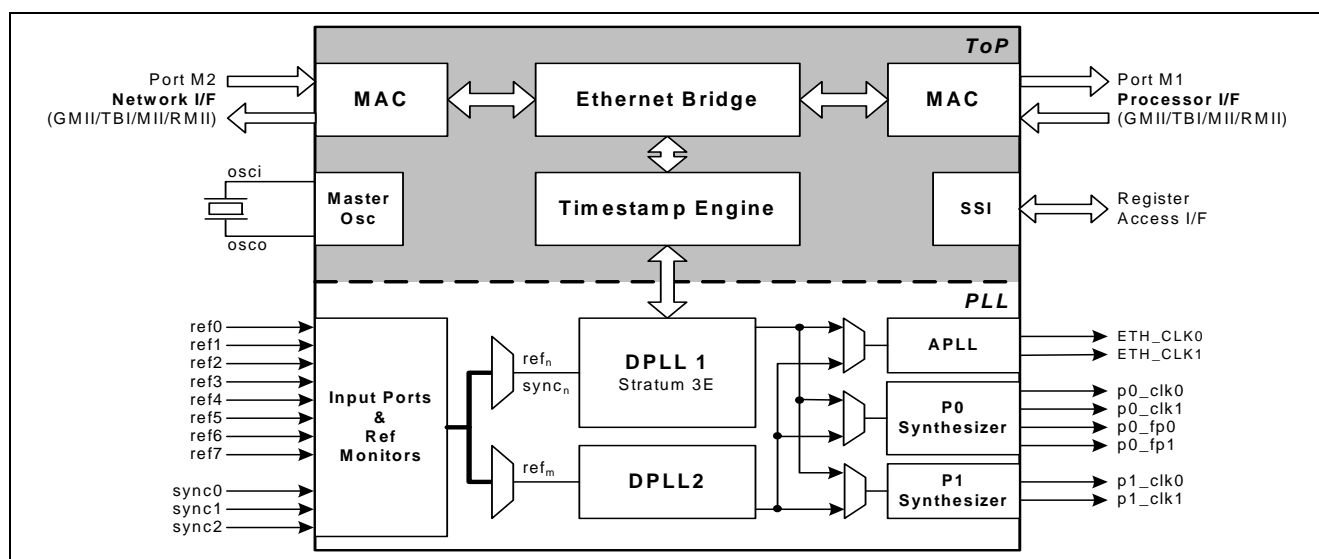 ToP
Port M2
Network I/F
(GMII/TBI/MII/RMII)
MAC
Ethernet Bridge
MAC
Port M1
Processor I/F
(GMII/TBI/MII/RMII)
osci
osco
Master
Osc
Timestamp Engine
SSI
Register
Access I/F
PLL
ref0
ref1
ref2
ref3
ref4
ref5
ref6
ref7
sync0
sync1
sync2
Input Ports
&
Ref
Monitors
refn
syncn
refm
DPLL 1
Stratum 3E
DPLL2
APLL
P0
Synthesizer
P1
Synthesizer
ETH_CLK0
ETH_CLK1
p0_clk0
p0_clk1
p0_fp0
p0_fp1
p1_clk0
p1_clk1